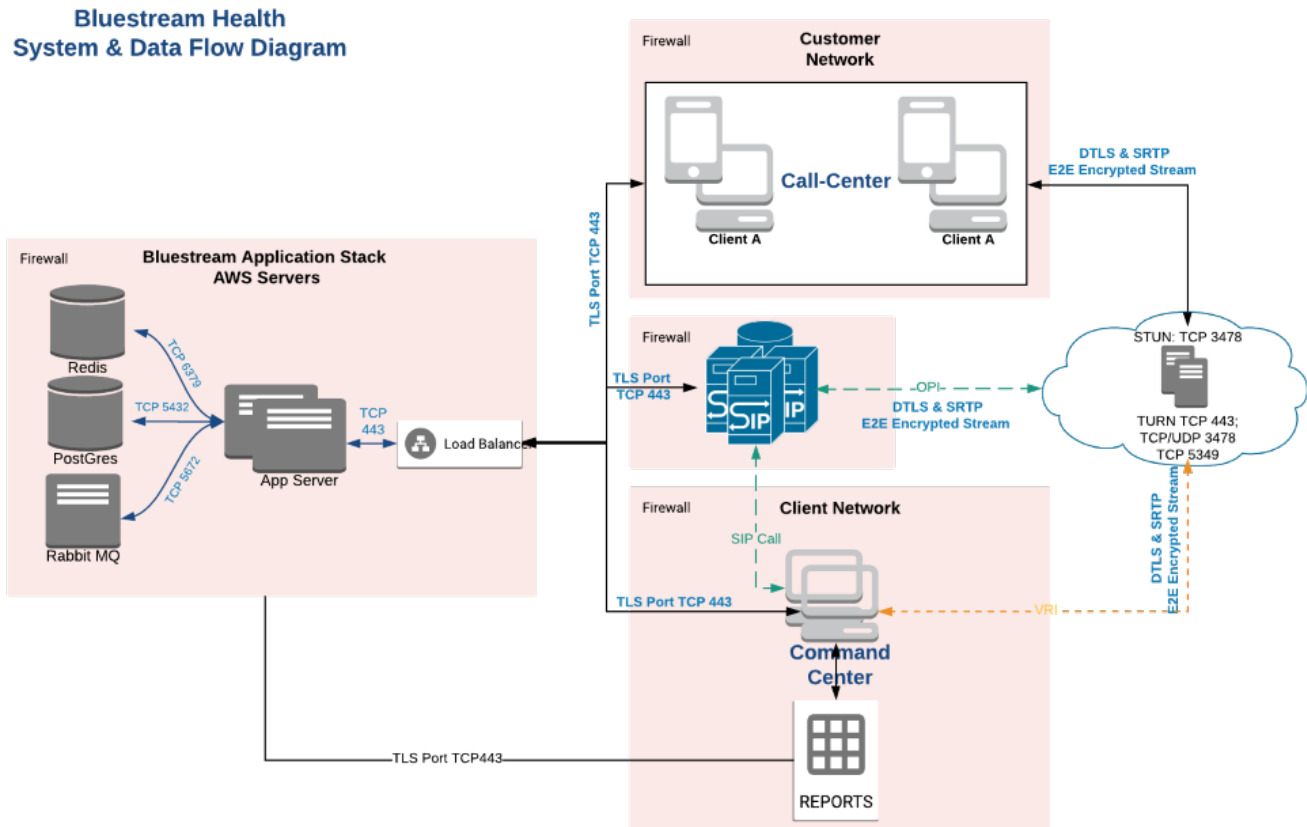 Bluestream Health
System & Data Flow Diagram
Firewall
Customer
Network
Call-Center
Client A
Client A
DTLS & SRTP
E2E Encrypted Stream
TLS Port TCP 443
Firewall
Bluestream Application Stack
AWS Servers
Redis
TCP 6379
PostGres
TCP 5432
Rabbit MQ
TCP 5672
App Server
TCP
443
Load Balancer
Firewall
TLS Port
TCP 443
SIP
IP
OPI
DTLS & SRTP
E2E Encrypted Stream
STUN: TCP 3478
TURN TCP 443;
TCP/UDP 3478
TCP 5349
Firewall
Client Network
SIP Call
TLS Port TCP 443
Command
Center
VRI
DTLS & SRTP
E2E Encrypted Stream
TLS Port TCP443
REPORTS